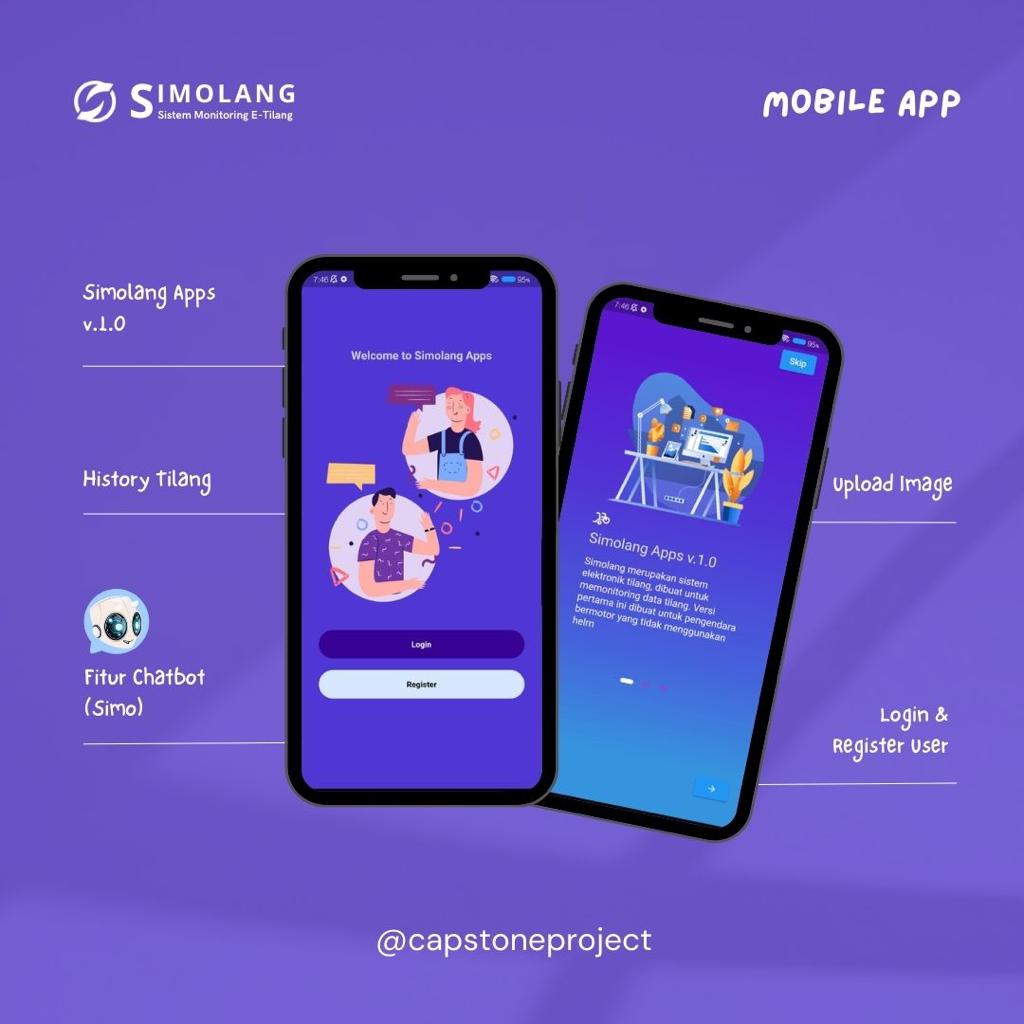 SIMOLANG
Sistem Monitoring E-Tilang
MOBILE APP
Simolang Apps
v.1.0
History Tilang
Fitur Chatbot
(Simo)
7:46
95%
Welcome to Simolang Apps
Login
Register
7:46
95%
Skip
Simolang Apps v.1.0
Simolang merupakan sistem
elektronik tilang, dibuat untuk
memonitoring data tilang. Versi
pertama ini dibuat untuk pengendara
bermotor yang tidak menggunakan
helm
Upload Image
Login &
Register User
@capstoneproject